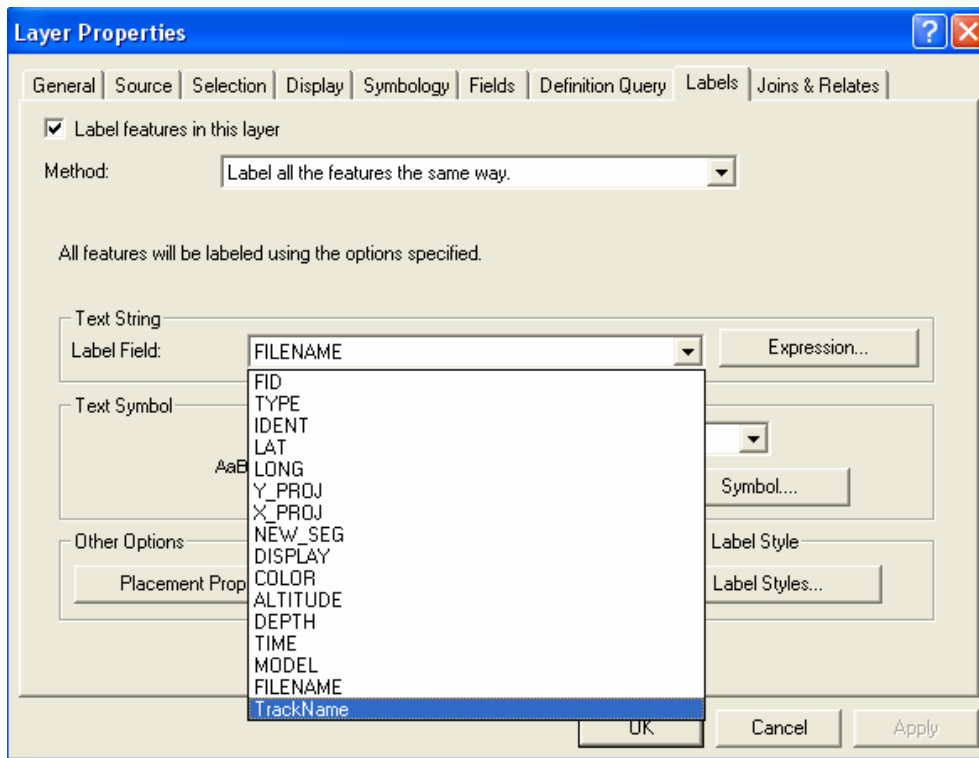 Layer Properties
General Source Selection Display Symbology Fields Definition Query Labels Joins & Relates
Label features in this layer
Method: Label all the features the same way.
All features will be labeled using the options specified.
Text String
Label Field: FILENAME Expression...
FID
TYPE
IDENT
LAT
LONG
Y_PROJ
X_PROJ
NEW_SEG
DISPLAY
COLOR
ALTITUDE
DEPTH
TIME
MODEL
FILENAME
TrackName
Text Symbol
AaB
Symbol....
Other Options Label Style
Placement Prop Label Styles...
OK Cancel Apply